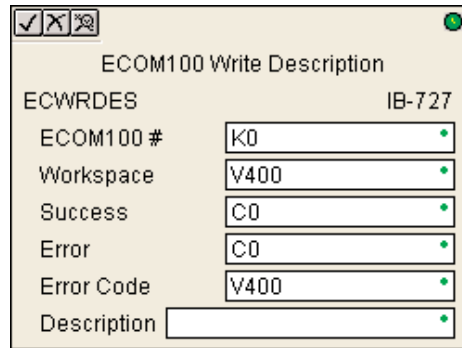 ECOM100 Write Description
ECWRDES IB-727
ECOM100 # K0
Workspace V400
Success C0
Error C0
Error Code V400
Description